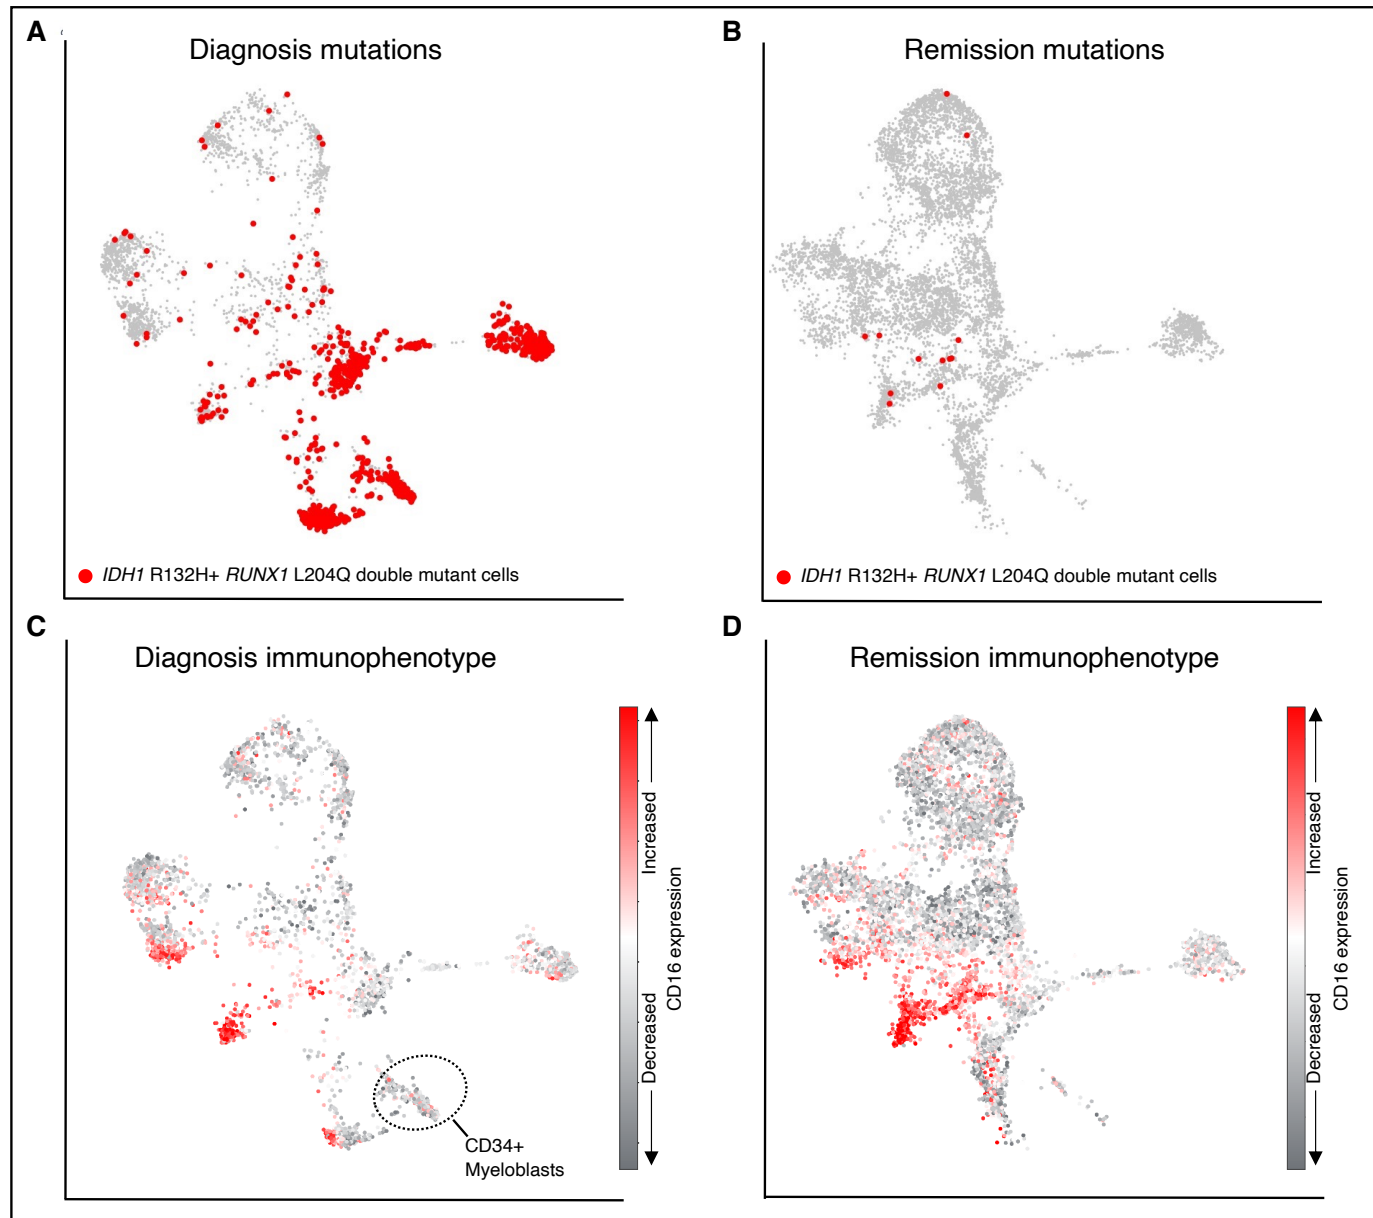 A
Diagnosis mutations
IDH1 R132H+ RUNX1 L204Q double mutant cells
B
Remission mutations
IDH1 R132H+ RUNX1 L204Q double mutant cells
C
Diagnosis immunophenotype
Increased
Decreased
CD16 expression
CD34+
Myeloblasts
D
Remission immunophenotype
Increased
Decreased
CD16 expression